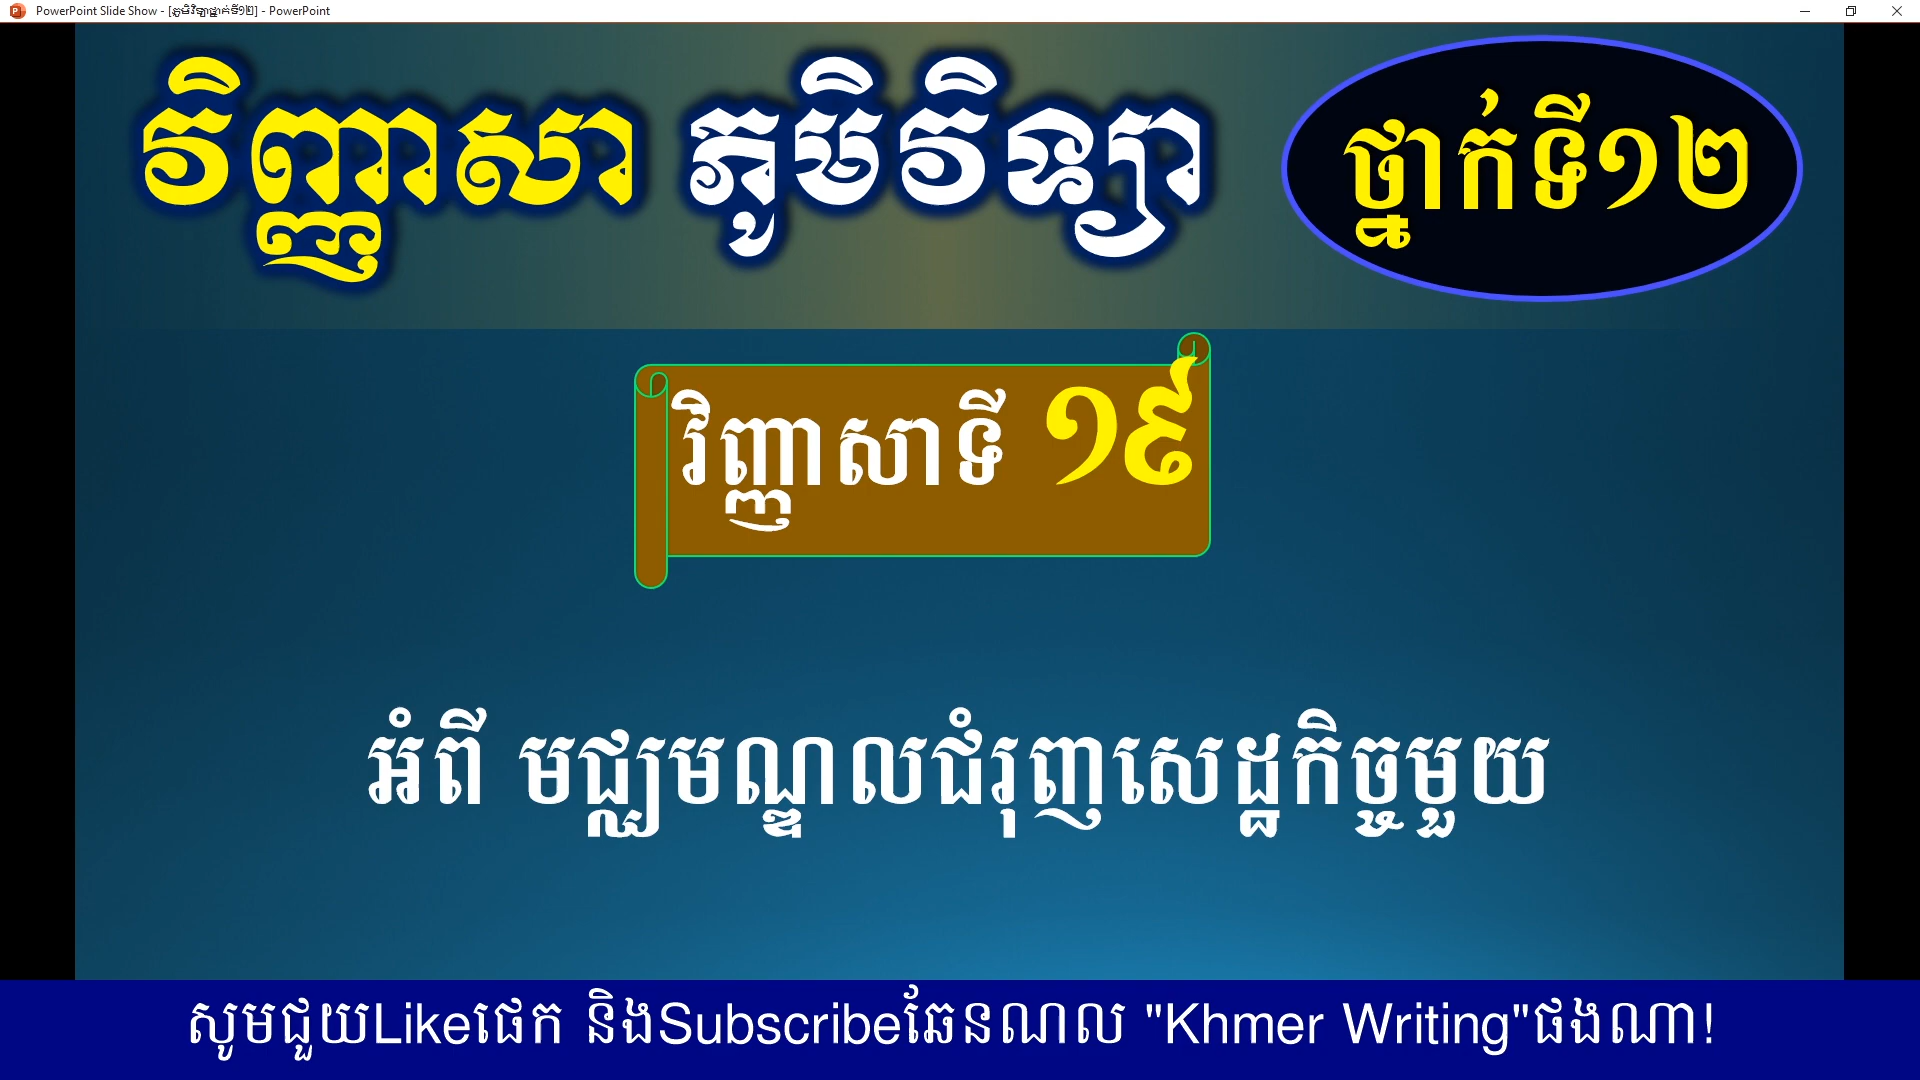 PowerPoint Slide Show - [ភូមិវិទ្យាថ្នាក់ទី១២] - PowerPoint
វិញ្ញាសា ភូមិវិទ្យា
ថ្នាក់ទី១២
វិញ្ញាសាទី ១៩
អំពី មជ្ឈមណ្ឌលជំរុញសេដ្ឋកិច្ចមួយ
សូមជួយLikeផេក និងSubscribeឆែនណល "Khmer Writing"ផងណា!